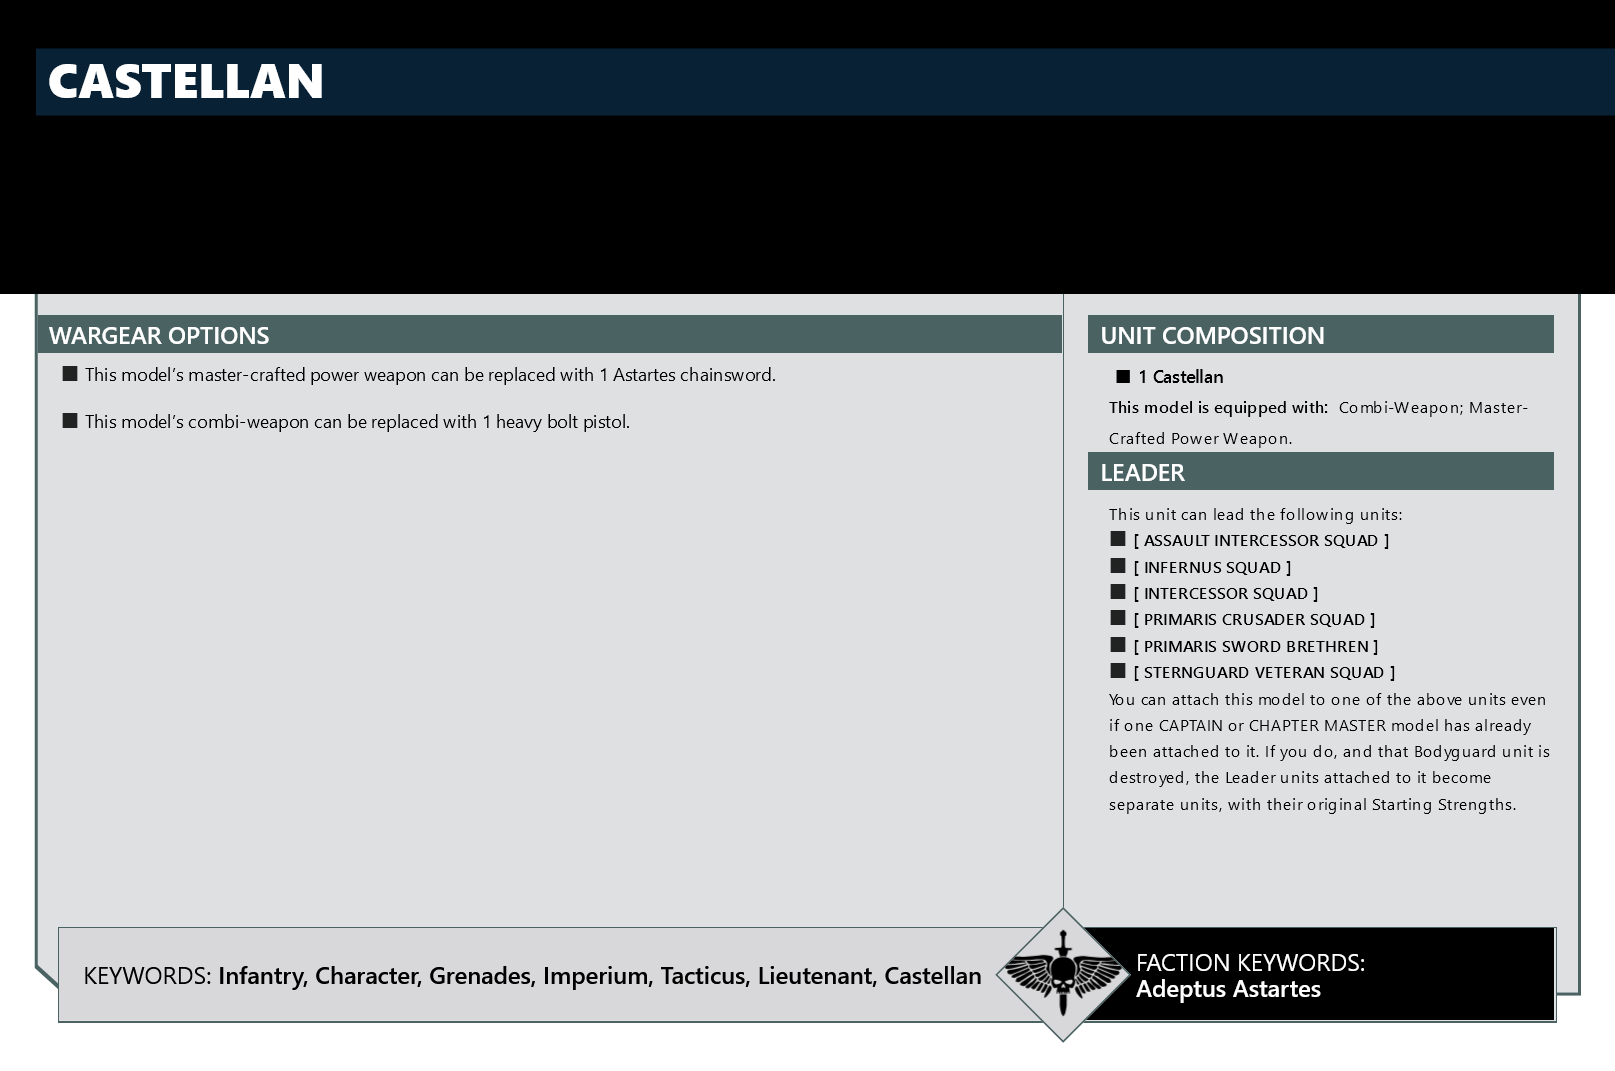 CASTELLAN
WARGEAR OPTIONS
■ This model’s master-crafted power weapon can be replaced with 1 Astartes chainsword.
■ This model’s combi-weapon can be replaced with 1 heavy bolt pistol.
UNIT COMPOSITION
■ 1 Castellan
This model is equipped with: Combi-Weapon; Master-
Crafted Power Weapon.
LEADER
This unit can lead the following units:
■ [ ASSAULT INTERCESSOR SQUAD ]
■ [ INFERNUS SQUAD ]
■ [ INTERCESSOR SQUAD ]
■ [ PRIMARIS CRUSADER SQUAD ]
■ [ PRIMARIS SWORD BRETHREN ]
■ [ STERNGUARD VETERAN SQUAD ]
You can attach this model to one of the above units even
if one CAPTAIN or CHAPTER MASTER model has already
been attached to it. If you do, and that Bodyguard unit is
destroyed, the Leader units attached to it become
separate units, with their original Starting Strengths.
KEYWORDS: Infantry, Character, Grenades, Imperium, Tacticus, Lieutenant, Castellan
FACTION KEYWORDS:
Adeptus Astartes